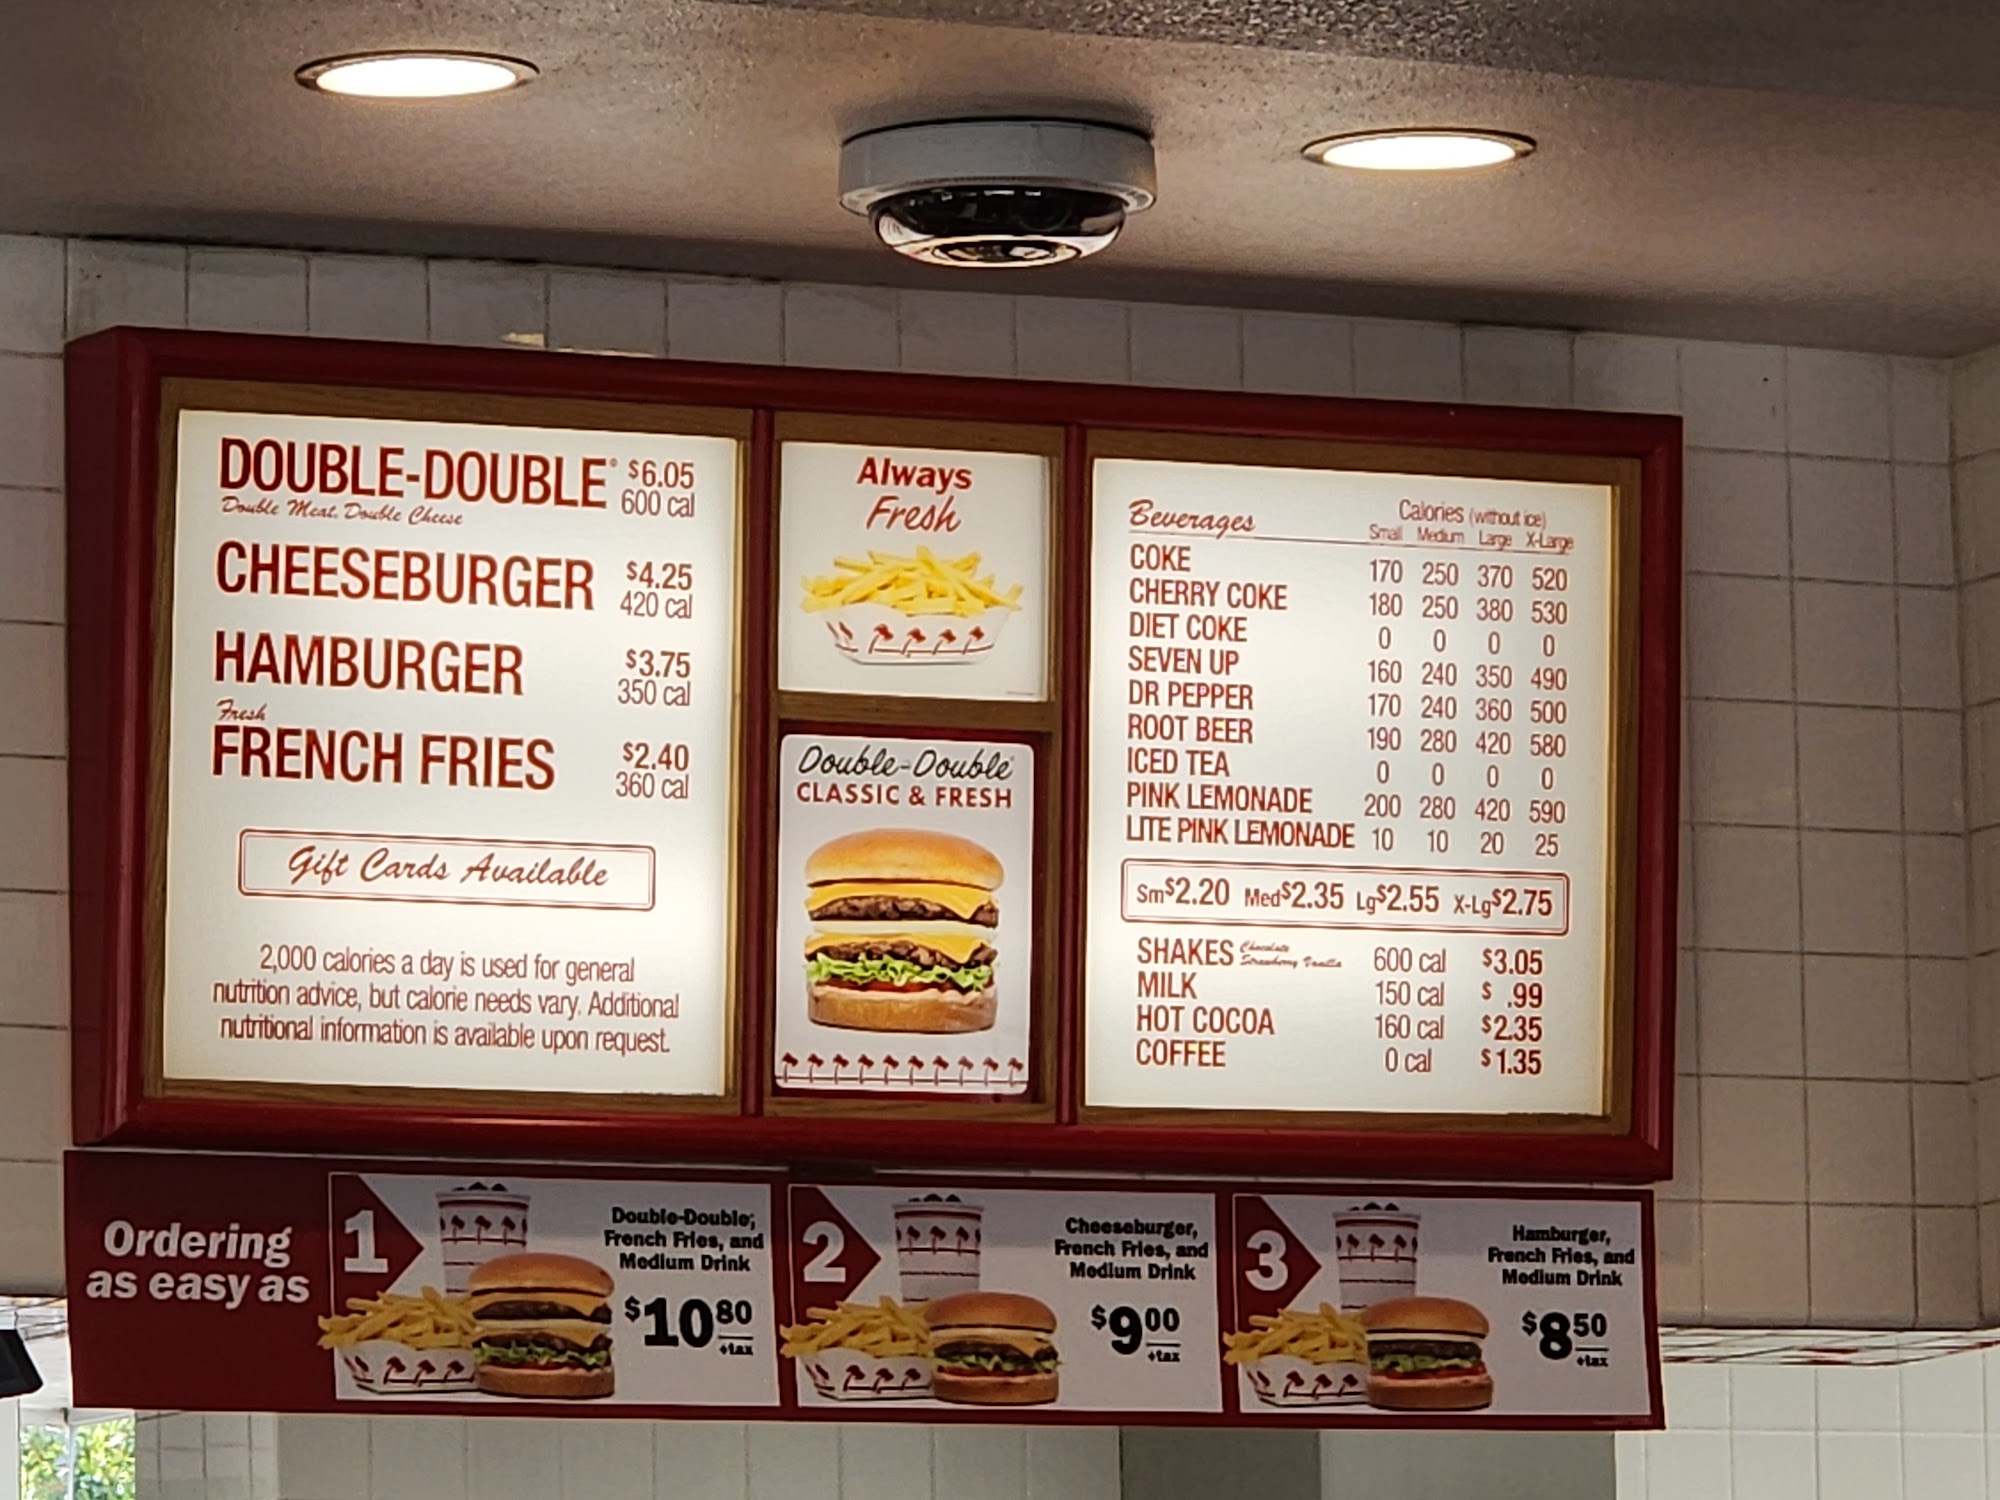 DOUBLE-DOUBLE® $6.05
Double Meat, Double Cheese 600 cal
CHEESEBURGER $4.25
420 cal
HAMBURGER $3.75
350 cal
Fresh
FRENCH FRIES $2.40
360 cal
Gift Cards Available
2,000 calories a day is used for general
nutrition advice, but calorie needs vary. Additional
nutritional information is available upon request.
Always
Fresh
Double-Double®
CLASSIC & FRESH
Beverages Calories (without ice)
Small Medium Large X-Large
COKE 170 250 370 520
CHERRY COKE 180 250 380 530
DIET COKE 0 0 0 0
SEVEN UP 160 240 350 490
DR PEPPER 170 240 360 500
ROOT BEER 190 280 420 580
ICED TEA 0 0 0 0
PINK LEMONADE 200 280 420 590
LITE PINK LEMONADE 10 10 20 25
Sm$2.20 Med$2.35 Lg$2.55 X-Lg$2.75
SHAKES Chocolate Strawberry Vanilla 600 cal $3.05
MILK 150 cal $ .99
HOT COCOA 160 cal $2.35
COFFEE 0 cal $1.35
Ordering
as easy as
1
Double-Double®,
French Fries, and
Medium Drink
$10 80
+tax
2
Cheeseburger,
French Fries, and
Medium Drink
$9 00
+tax
3
Hamburger,
French Fries, and
Medium Drink
$8 50
+tax